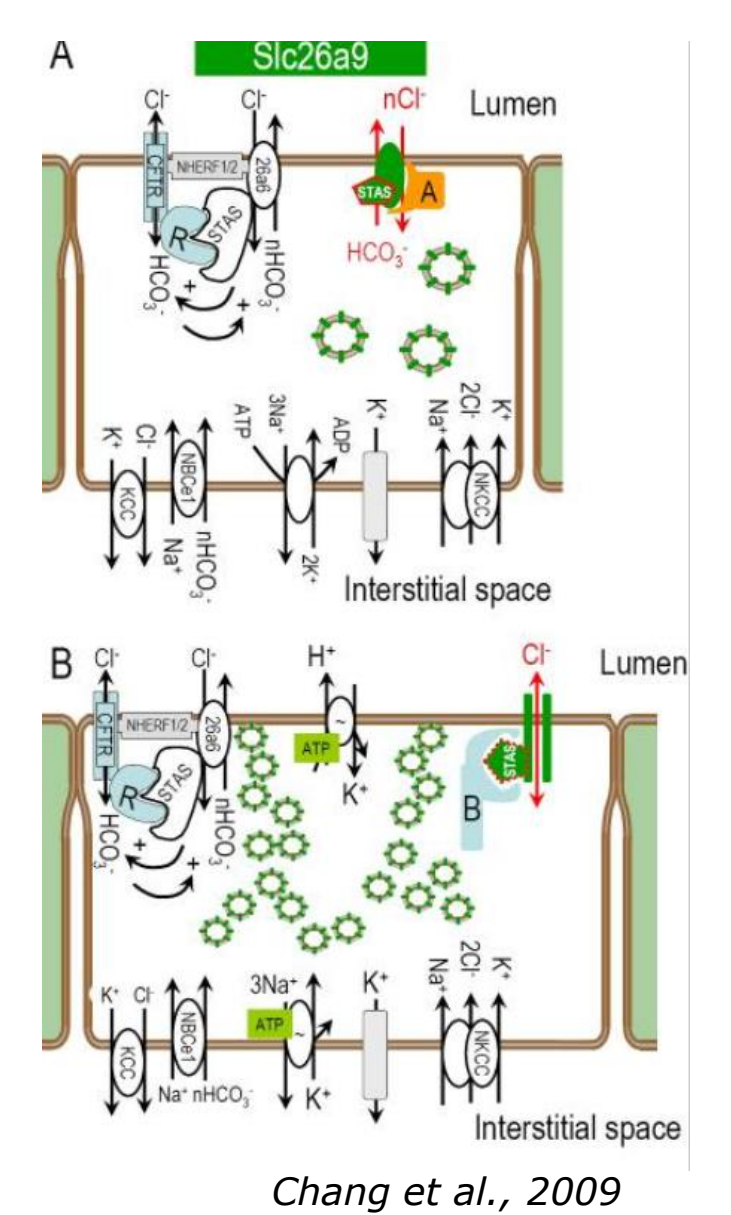 A
Slc26a9
Cl⁻ Cl⁻ nCl⁻ Lumen
CFTR NHERF1/2 26a6
STAS A
R STAS
HCO₃⁻ nHCO₃⁻ HCO₃⁻
+ +
K⁺ Cl⁻ ATP 3Na⁺ ADP K⁺ Na⁺ 2Cl⁻ K⁺
KCC NBCe1 NKCC
Na⁺ nHCO₃⁻ 2K⁺
Interstitial space
B Cl⁻ Cl⁻ H⁺ Cl⁻ Lumen
CFTR NHERF1/2 26a6 ~
ATP STAS
R STAS K⁺ B
HCO₃⁻ nHCO₃⁻
+ +
K⁺ Cl⁻ 3Na⁺ K⁺ Na⁺ 2Cl⁻ K⁺
KCC NBCe1 ATP ~ NKCC
Na⁺ nHCO₃⁻ K⁺
Interstitial space
Chang et al., 2009